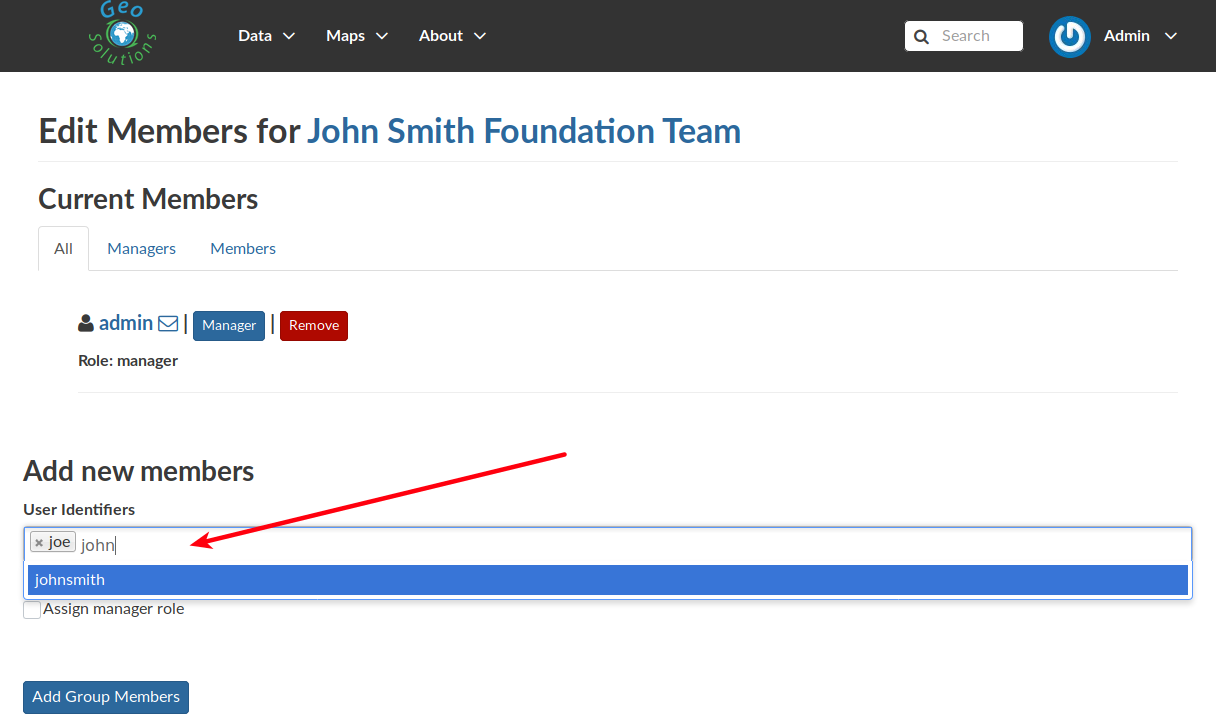 Geo
Solutions
Data Maps About Search Admin
Edit Members for John Smith Foundation Team
Current Members
All Managers Members
admin | Manager | Remove
Role: manager
Add new members
User Identifiers
× joe john
johnsmith
Assign manager role
Add Group Members